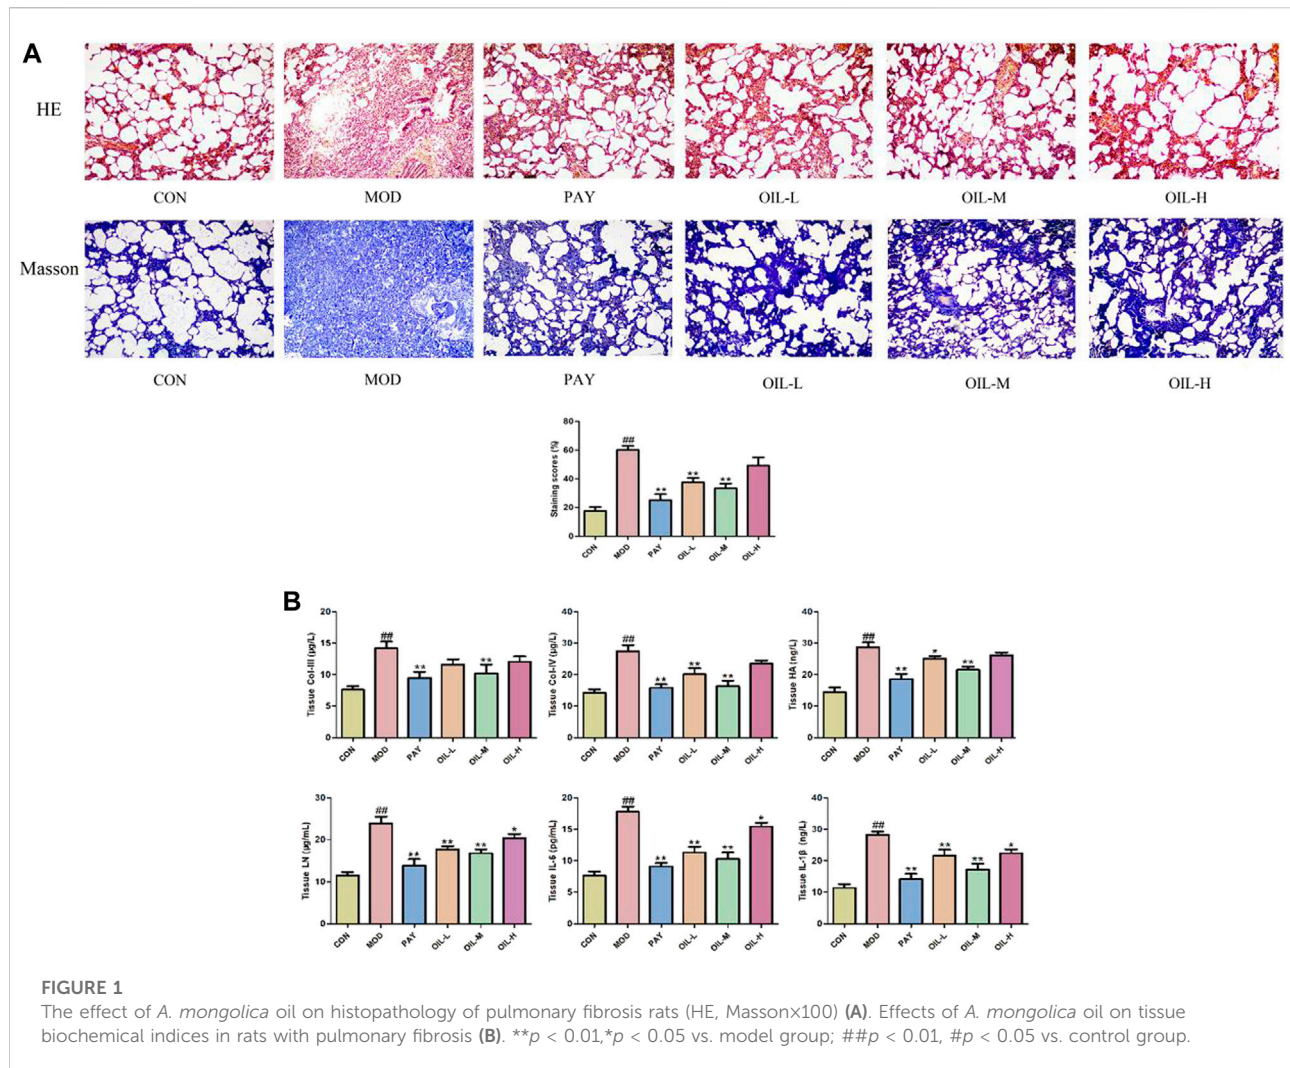 A
HE
CON MOD PAY OIL-L OIL-M OIL-H
Masson
CON MOD PAY OIL-L OIL-M OIL-H
Staining scores (%)
80
60
40
20
0
##
**
**
**
CON MOD PAY OIL-L OIL-M OIL-H
B
Tissue Col-III (μg/L)
20
15
10
5
0
##
**
**
CON MOD PAY OIL-L OIL-M OIL-H
Tissue Col-IV (μg/L)
40
30
20
10
0
##
**
**
**
CON MOD PAY OIL-L OIL-M OIL-H
Tissue HA (ng/L)
40
30
20
10
0
##
**
*
**
CON MOD PAY OIL-L OIL-M OIL-H
Tissue LN (μg/mL)
30
20
10
0
##
**
**
**
*
CON MOD PAY OIL-L OIL-M OIL-H
Tissue IL-6 (pg/mL)
20
15
10
5
0
##
**
**
**
*
CON MOD PAY OIL-L OIL-M OIL-H
Tissue IL-1β (ng/L)
40
30
20
10
0
##
**
**
**
*
CON MOD PAY OIL-L OIL-M OIL-H
FIGURE 1
The effect of A. mongolica oil on histopathology of pulmonary fibrosis rats (HE, Masson×100) (A). Effects of A. mongolica oil on tissue
biochemical indices in rats with pulmonary fibrosis (B). **p < 0.01,*p < 0.05 vs. model group; ##p < 0.01, #p < 0.05 vs. control group.